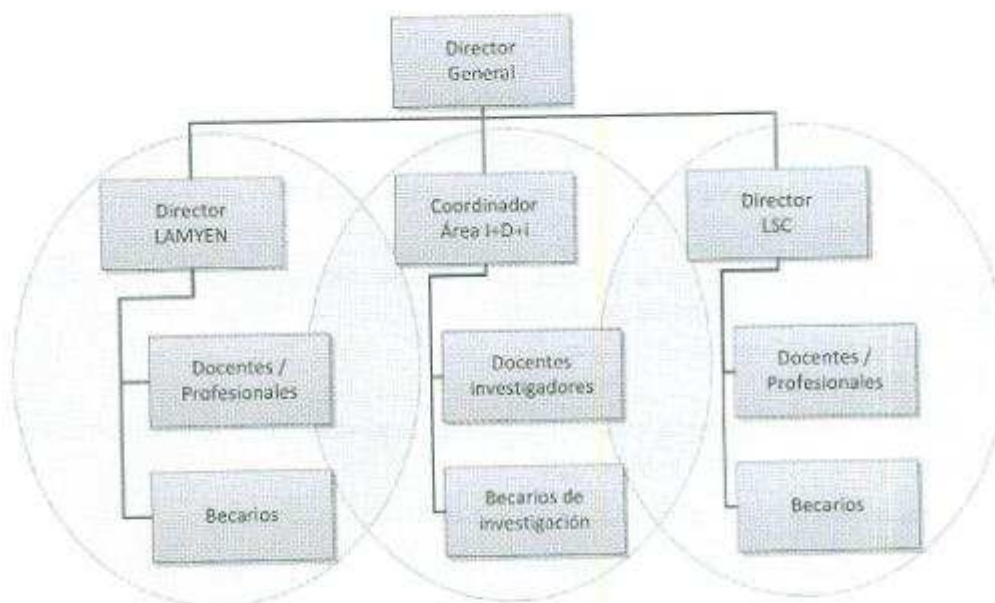 Director
General
Director
LAMYEN
Coordinador
Área I+D+i
Director
LSC
Docentes /
Profesionales
Docentes
investigadores
Docentes /
Profesionales
Becarios
Becarios de
investigación
Becarios